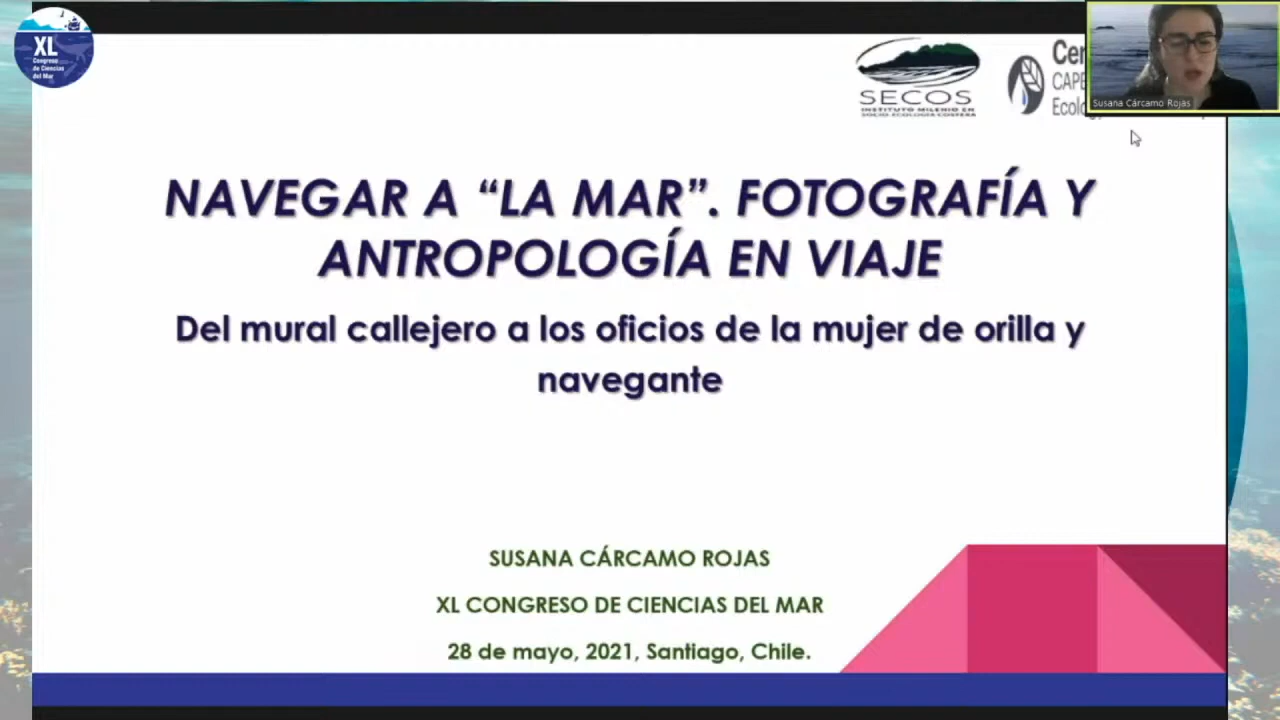 XL
Congreso
de Ciencias
del Mar
SECOS
INSTITUTO MILENIO EN
SOCIO-ECOLOGÍA COSTERA
CAPE
Susana Cárcamo Rojas
NAVEGAR A “LA MAR”. FOTOGRAFÍA Y
ANTROPOLOGÍA EN VIAJE
Del mural callejero a los oficios de la mujer de orilla y
navegante
SUSANA CÁRCAMO ROJAS
XL CONGRESO DE CIENCIAS DEL MAR
28 de mayo, 2021, Santiago, Chile.